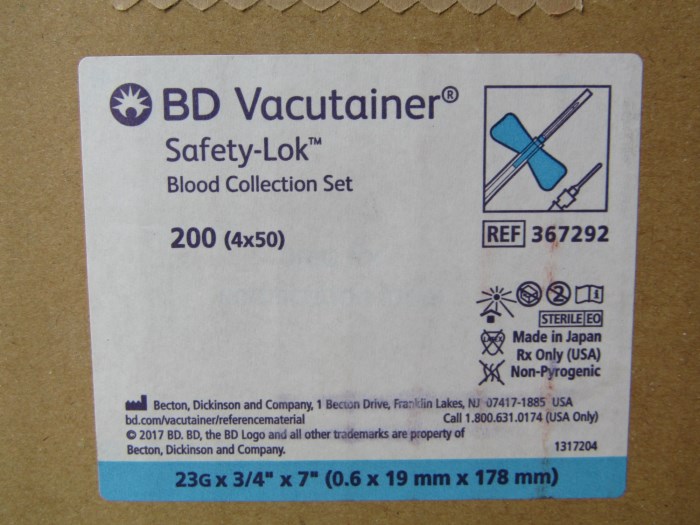 BD Vacutainer®
Safety-Lok™
Blood Collection Set
200 (4x50)
REF 367292
2
STERILE EO
LATEX
Made in Japan
Rx Only (USA)
Non-Pyrogenic
Becton, Dickinson and Company, 1 Becton Drive, Franklin Lakes, NJ 07417-1885 USA
bd.com/vacutainer/referencematerial Call 1.800.631.0174 (USA Only)
© 2017 BD. BD, the BD Logo and all other trademarks are property of
Becton, Dickinson and Company. 1317204
23G x 3/4" x 7" (0.6 x 19 mm x 178 mm)